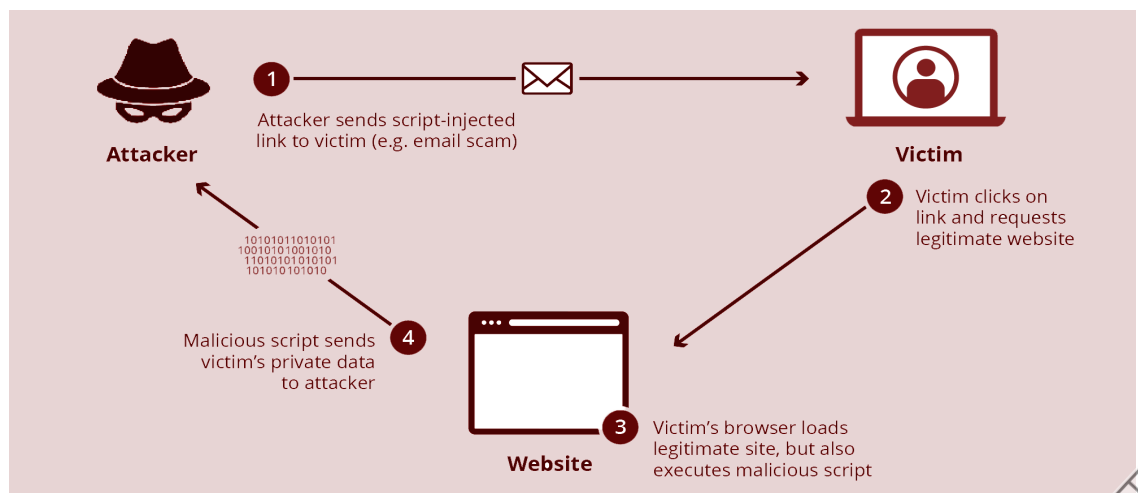 1
Attacker sends script-injected
link to victim (e.g. email scam)
Attacker
Victim
2
Victim clicks on
link and requests
legitimate website
10101011010101
10010101001010
11010101010101
101010101010
4
Malicious script sends
victim’s private data
to attacker
3
Victim’s browser loads
legitimate site, but also
executes malicious script
Website